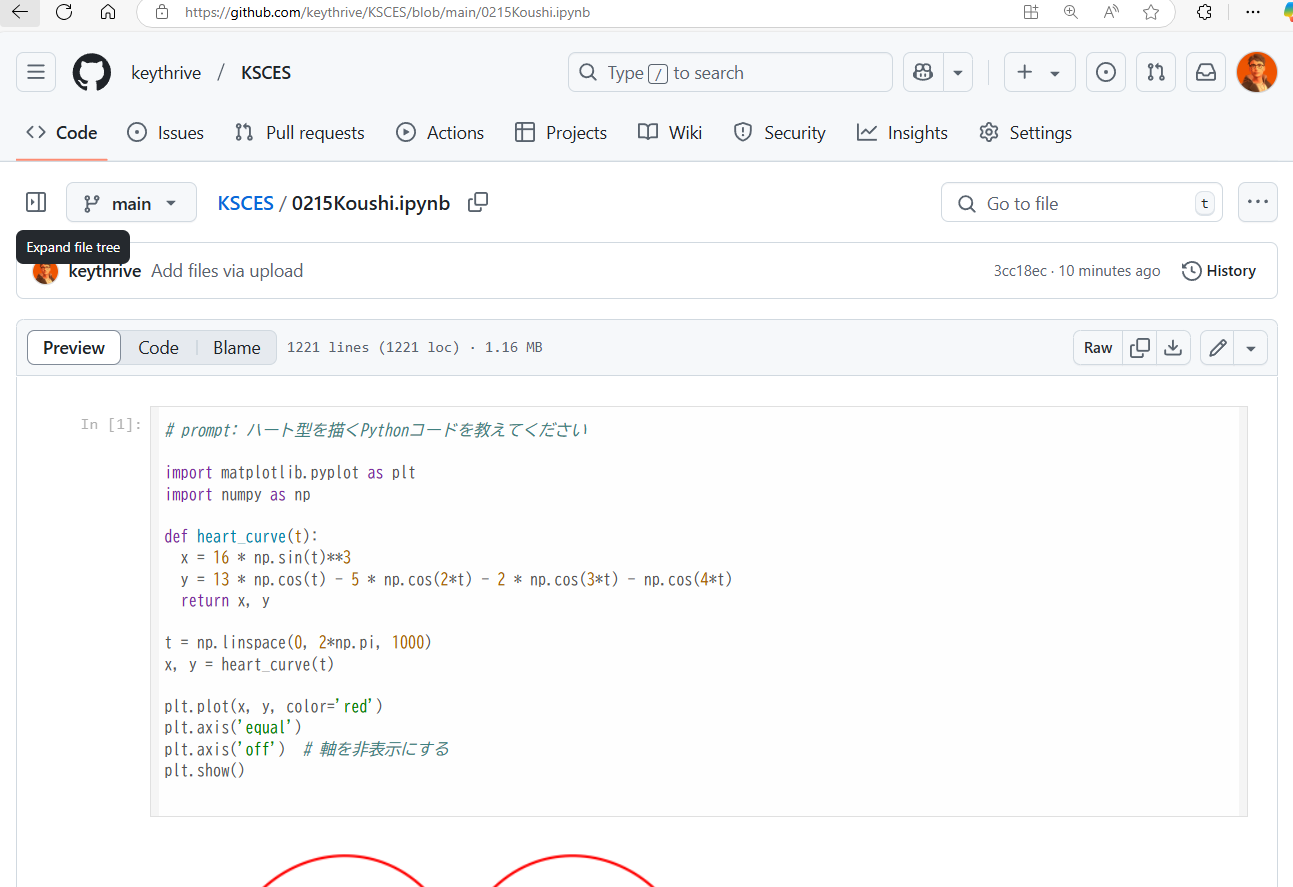 https://github.com/keythrive/KSCES/blob/main/0215Koushi.ipynb
keythrive / KSCES
Type / to search
Code Issues Pull requests Actions Projects Wiki Security Insights Settings
main KSCES / 0215Koushi.ipynb
Go to file t
Expand file tree
keythrive Add files via upload
3cc18ec · 10 minutes ago History
Preview Code Blame 1221 lines (1221 loc) · 1.16 MB Raw
In [1]:
# prompt: ハート型を描くPythonコードを教えてください
import matplotlib.pyplot as plt
import numpy as np
def heart_curve(t):
x = 16 * np.sin(t)**3
y = 13 * np.cos(t) - 5 * np.cos(2*t) - 2 * np.cos(3*t) - np.cos(4*t)
return x, y
t = np.linspace(0, 2*np.pi, 1000)
x, y = heart_curve(t)
plt.plot(x, y, color='red')
plt.axis('equal')
plt.axis('off') # 軸を非表示にする
plt.show()